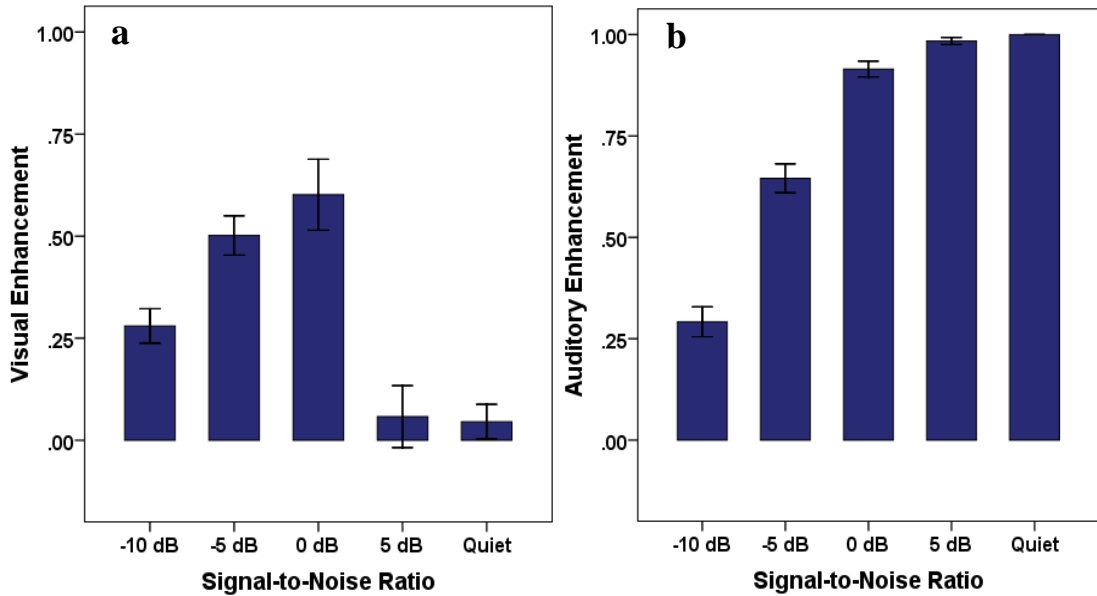 a
1.00
.75
.50
.25
.00
Visual Enhancement
-10 dB -5 dB 0 dB 5 dB Quiet
Signal-to-Noise Ratio
b
1.00
.75
.50
.25
.00
Auditory Enhancement
-10 dB -5 dB 0 dB 5 dB Quiet
Signal-to-Noise Ratio